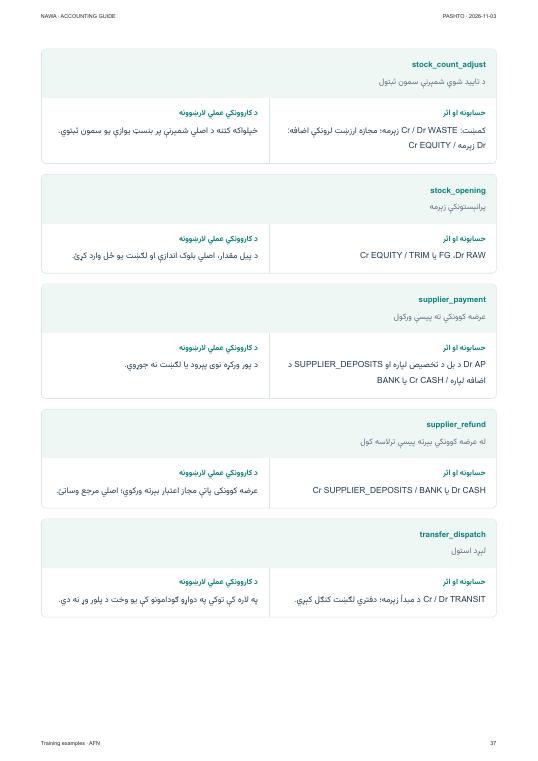 NAWA · ACCOUNTING GUIDE
PASHTO · 2026-11-03
stock_count_adjust
د تایید شوي شمېرنې سمون ثبتول
حسابونه او اثر
کمښت: Cr / Dr WASTE زېرمه؛ مجازه ارزښت لرونکې اضافه:
Dr زېرمه / Cr EQUITY
د کاروونکي عملي لارښوونه
خپلواکه کتنه د اصلي شمېرنې پر بنسټ یوازې یو سمون ثبتوي.
stock_opening
پرانېستونکې زېرمه
حسابونه او اثر
Dr RAW، FG یا Cr EQUITY / TRIM
د کاروونکي عملي لارښوونه
د پیل مقدار، اصلي بلوک اندازې او لګښت یو ځل وارد کړئ.
supplier_payment
عرضه کوونکي ته پیسې ورکول
حسابونه او اثر
Dr AP د بل د تخصیص لپاره او SUPPLIER_DEPOSITS د
اضافه لپاره / Cr CASH یا BANK
د کاروونکي عملي لارښوونه
د پور ورکړه نوی پېرود یا لګښت نه جوړوي.
supplier_refund
له عرضه کوونکي بېرته پیسې ترلاسه کول
حسابونه او اثر
Dr CASH یا Cr SUPPLIER_DEPOSITS / BANK
د کاروونکي عملي لارښوونه
عرضه کوونکی پاتې مجاز اعتبار بېرته ورکوي؛ اصلي مرجع وساتئ.
transfer_dispatch
لېږد استول
حسابونه او اثر
Cr / Dr TRANSIT د مبدأ زېرمه؛ دفتري لګښت کنګل کېږي.
د کاروونکي عملي لارښوونه
په لاره کې توکي په دواړو ګودامونو کې یو وخت د پلور وړ نه دي.
Training examples · AFN
37